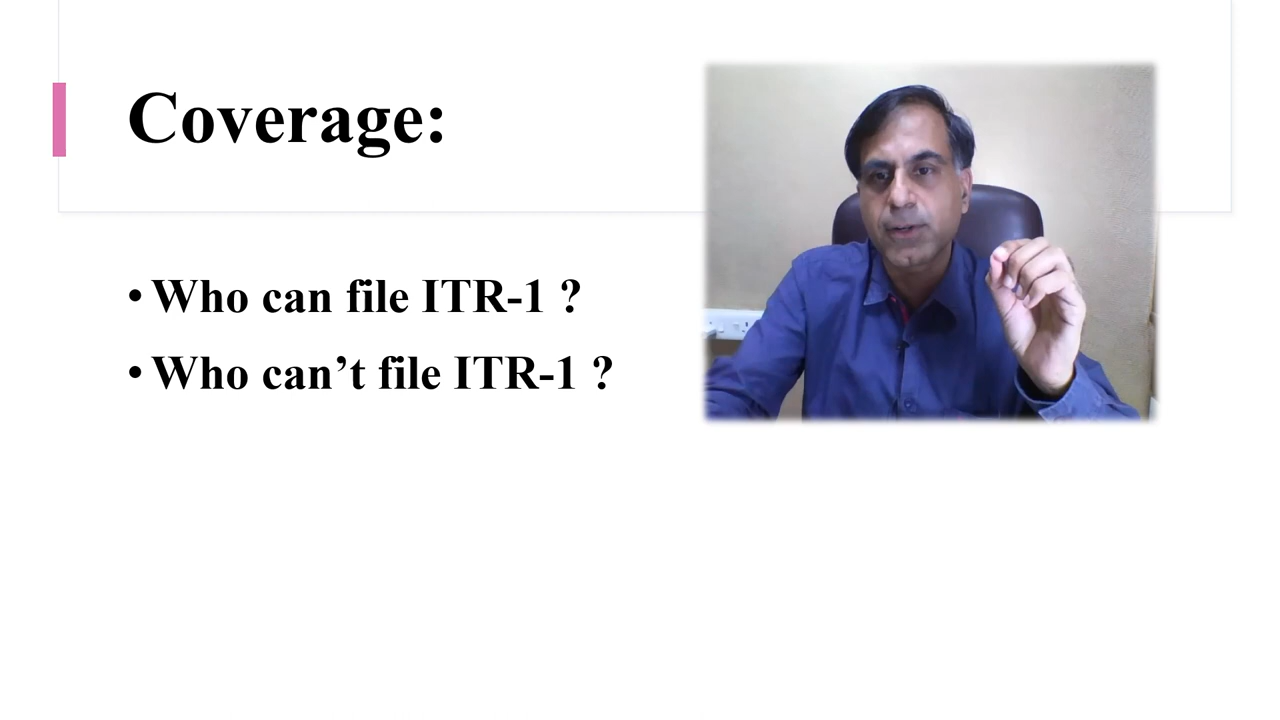 Coverage:
• Who can file ITR-1 ?
• Who can’t file ITR-1 ?